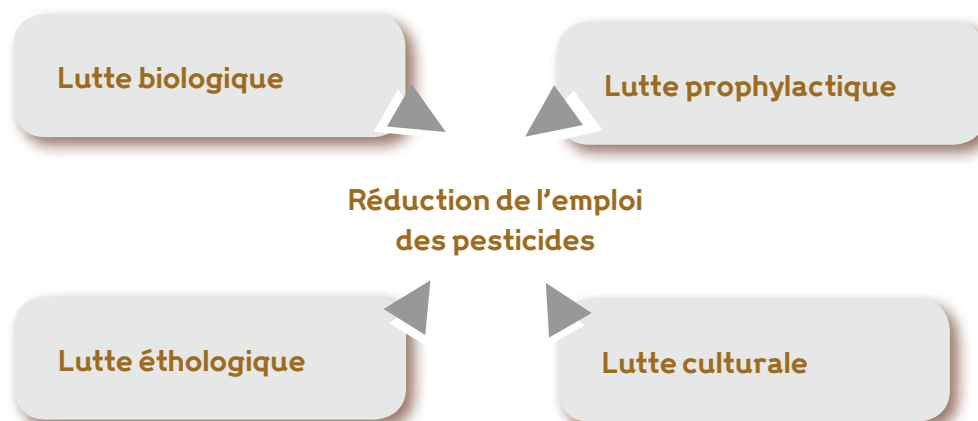 Lutte biologique
Lutte prophylactique
Réduction de l'emploi
des pesticides
Lutte éthologique
Lutte culturale